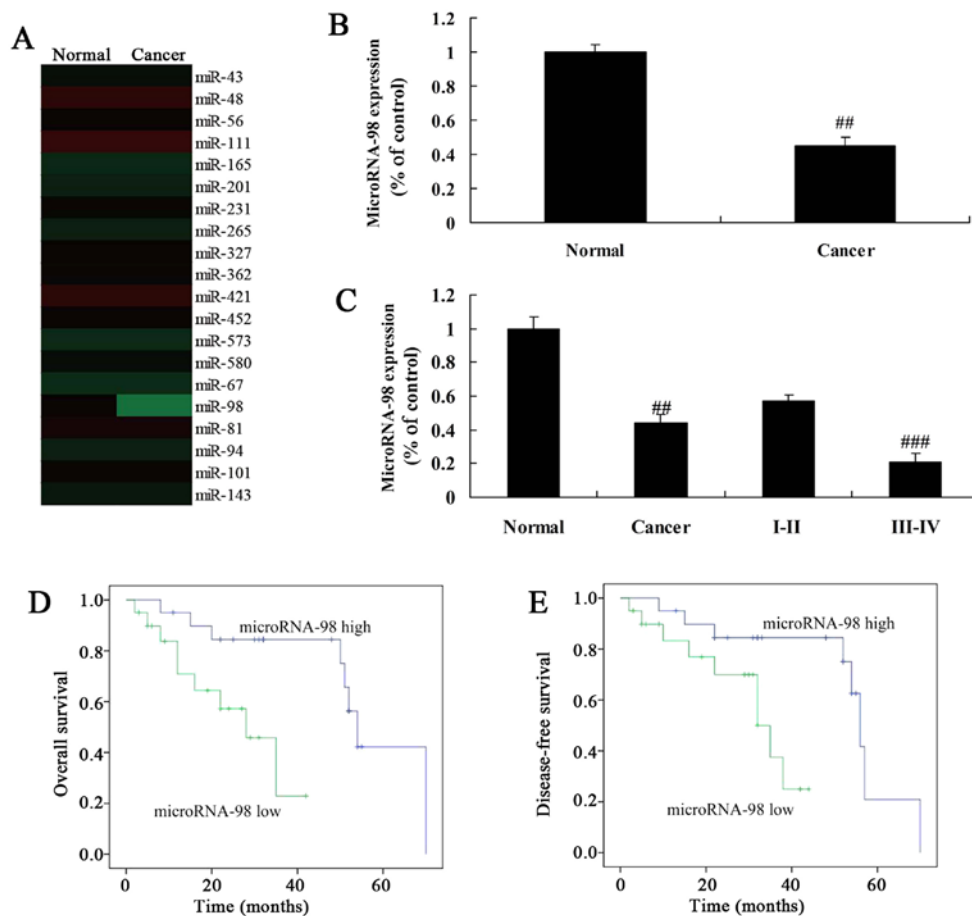 A
Normal Cancer
miR-43
miR-48
miR-56
miR-111
miR-165
miR-201
miR-231
miR-265
miR-327
miR-362
miR-421
miR-452
miR-573
miR-580
miR-67
miR-98
miR-81
miR-94
miR-101
miR-143
B
MicroRNA-98 expression
(% of control)
1.2
1
0.8
0.6
0.4
0.2
0
##
Normal Cancer
C
MicroRNA-98 expression
(% of control)
1.2
1
0.8
0.6
0.4
0.2
0
##
###
Normal Cancer I-II III-IV
D
Overall survival
1.0
0.8
0.6
0.4
0.2
0.0
microRNA-98 high
microRNA-98 low
0 20 40 60
Time (months)
E
Disease-free survival
1.0
0.8
0.6
0.4
0.2
0.0
microRNA-98 high
microRNA-98 low
0 20 40 60
Time (months)